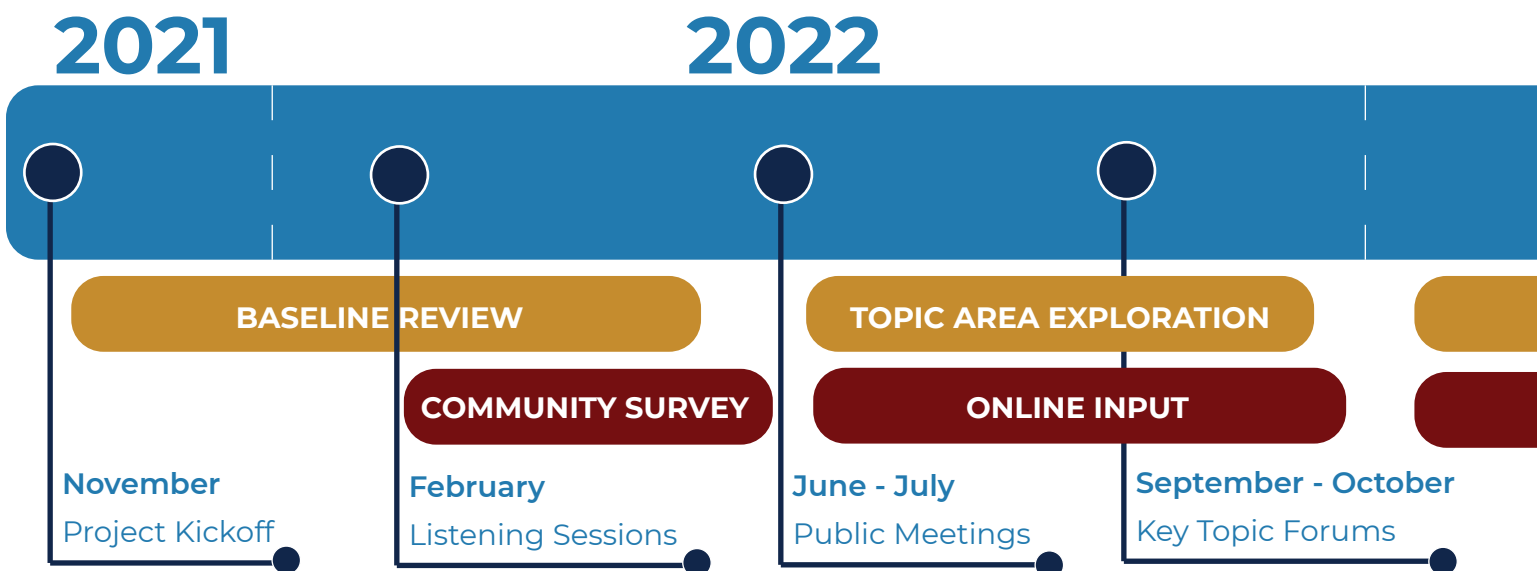 2021
2022
BASELINE REVIEW
TOPIC AREA EXPLORATION
COMMUNITY SURVEY
ONLINE INPUT
November
Project Kickoff
February
Listening Sessions
June - July
Public Meetings
September - October
Key Topic Forums